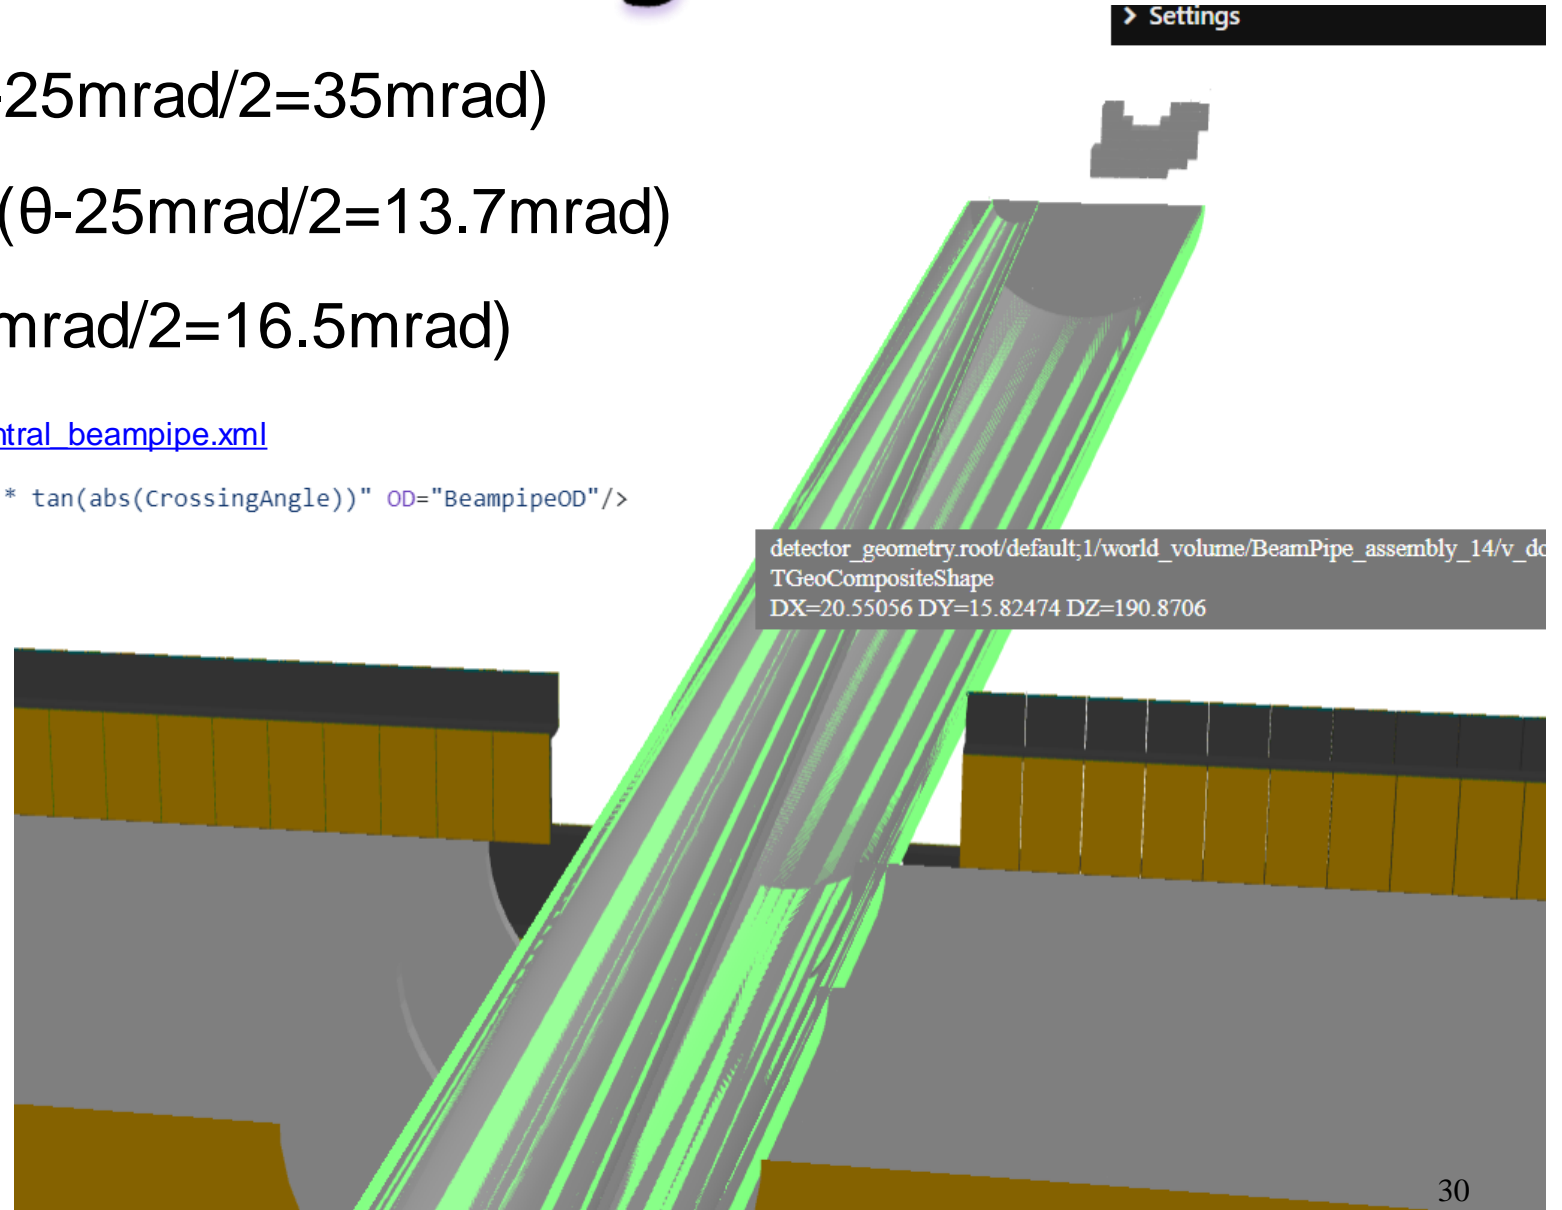 > Settings
-25mrad/2=35mrad)
(θ-25mrad/2=13.7mrad)
mrad/2=16.5mrad)
ntral_beampipe.xml
* tan(abs(CrossingAngle))" OD="BeampipeOD"/>
detector_geometry.root/default;1/world_volume/BeamPipe_assembly_14/v_do
TGeoCompositeShape
DX=20.55056 DY=15.82474 DZ=190.8706
30